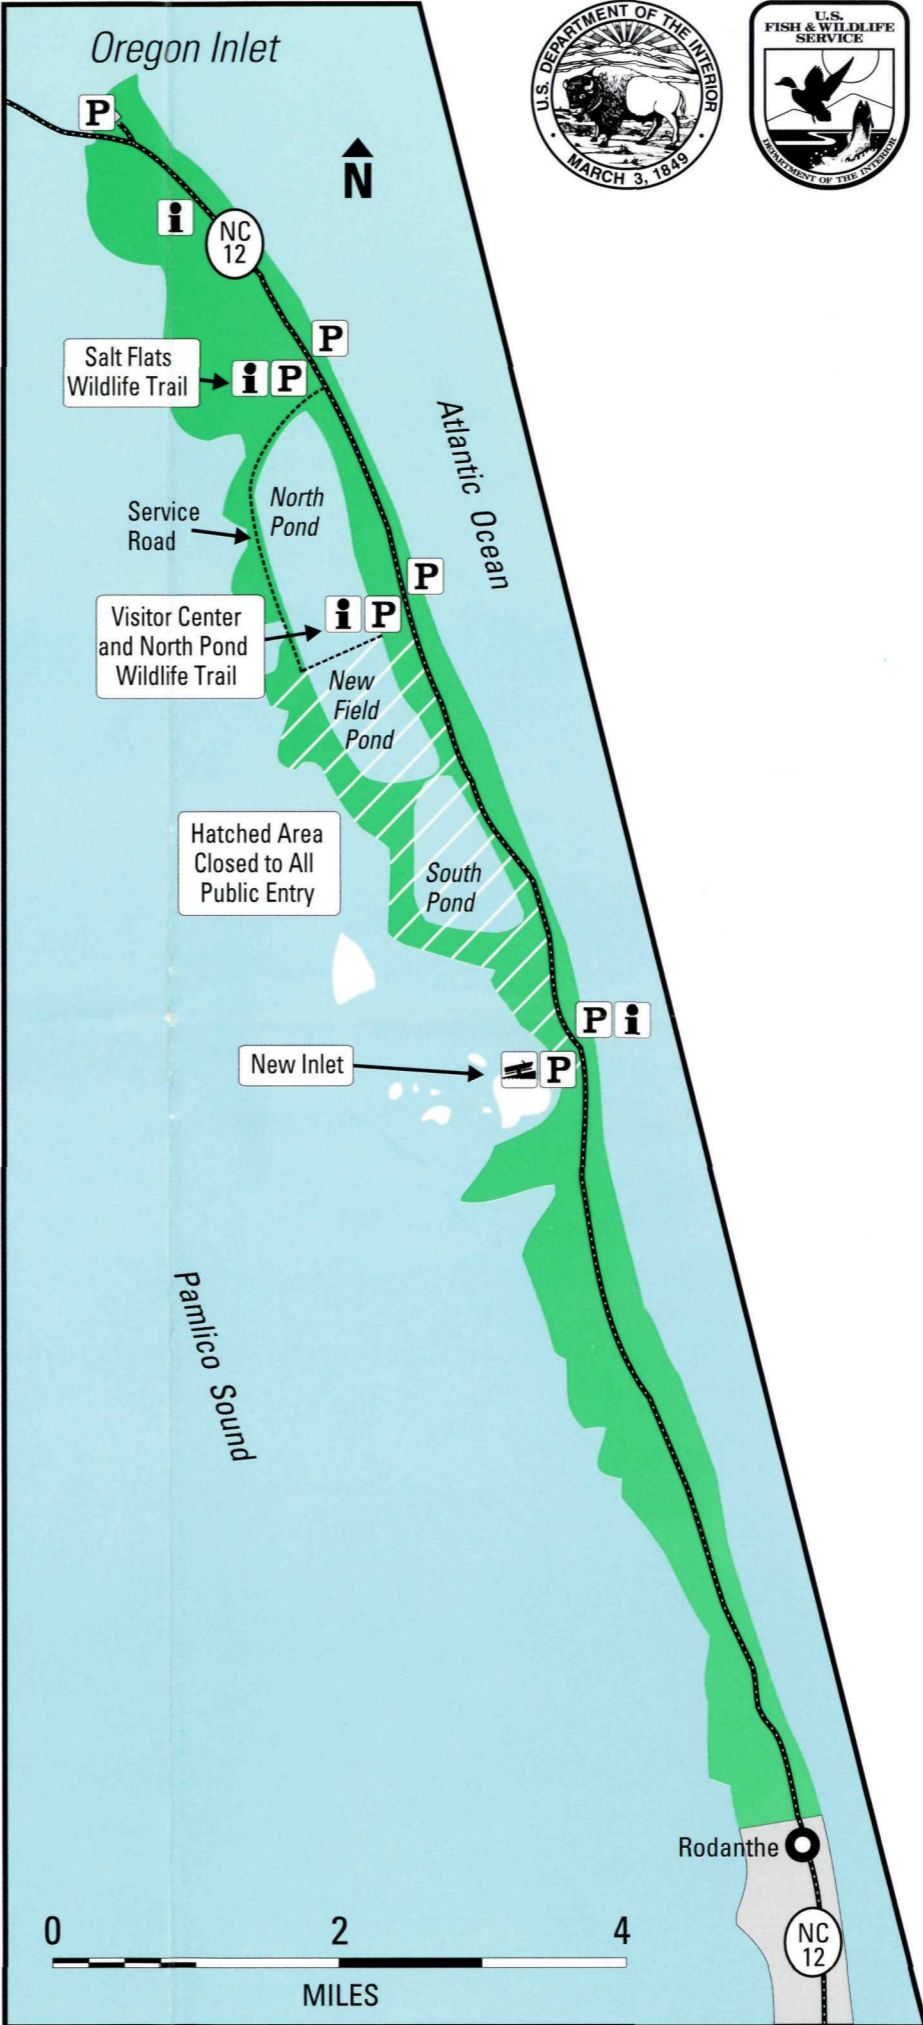 Oregon Inlet
U.S. DEPARTMENT OF THE INTERIOR
MARCH 3, 1849
U.S.
FISH & WILDLIFE
SERVICE
DEPARTMENT OF THE INTERIOR
P
N
i
NC
12
P
Salt Flats
Wildlife Trail
i P
Atlantic Ocean
North
Pond
Service
Road
P
Visitor Center
and North Pond
Wildlife Trail
i P
New
Field
Pond
Hatched Area
Closed to All
Public Entry
South
Pond
P i
New Inlet
P
Pamlico Sound
Rodanthe
NC
12
0 2 4
MILES